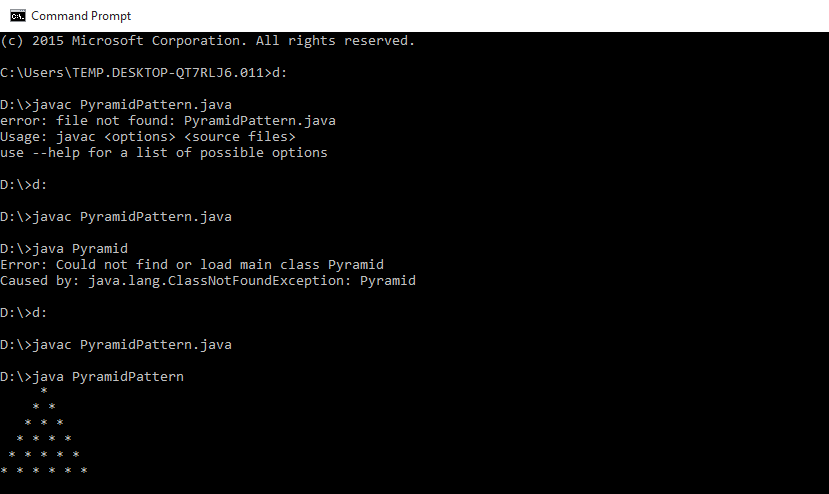 Command Prompt
(c) 2015 Microsoft Corporation. All rights reserved.
C:\Users\TEMP.DESKTOP-QT7RLJ6.011>d:
D:\>javac PyramidPattern.java
error: file not found: PyramidPattern.java
Usage: javac <options> <source files>
use --help for a list of possible options
D:\>d:
D:\>javac PyramidPattern.java
D:\>java Pyramid
Error: Could not find or load main class Pyramid
Caused by: java.lang.ClassNotFoundException: Pyramid
D:\>d:
D:\>javac PyramidPattern.java
D:\>java PyramidPattern
     *
    * *
   * * *
  * * * *
 * * * * *
* * * * * *